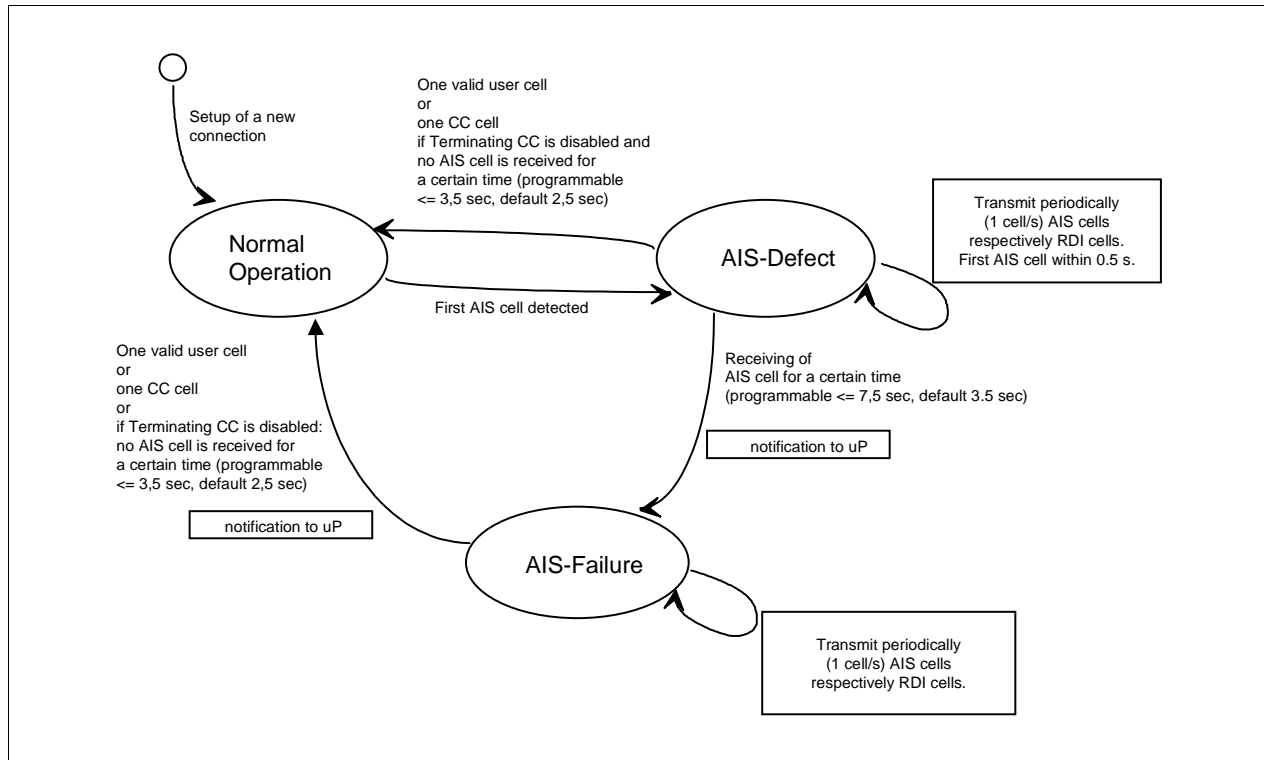 Setup of a new
connection
One valid user cell
or
one CC cell
if Terminating CC is disabled and
no AIS cell is received for
a certain time (programmable
<= 3,5 sec, default 2,5 sec)
Transmit periodically
(1 cell/s) AIS cells
respectively RDI cells.
First AIS cell within 0.5 s.
Normal
Operation
AIS-Defect
First AIS cell detected
One valid user cell
or
one CC cell
or
if Terminating CC is disabled:
no AIS cell is received for
a certain time (programmable
<= 3,5 sec, default 2,5 sec)
Receiving of
AIS cell for a certain time
(programmable <= 7,5 sec, default 3.5 sec)
notification to uP
notification to uP
AIS-Failure
Transmit periodically
(1 cell/s) AIS cells
respectively RDI cells.